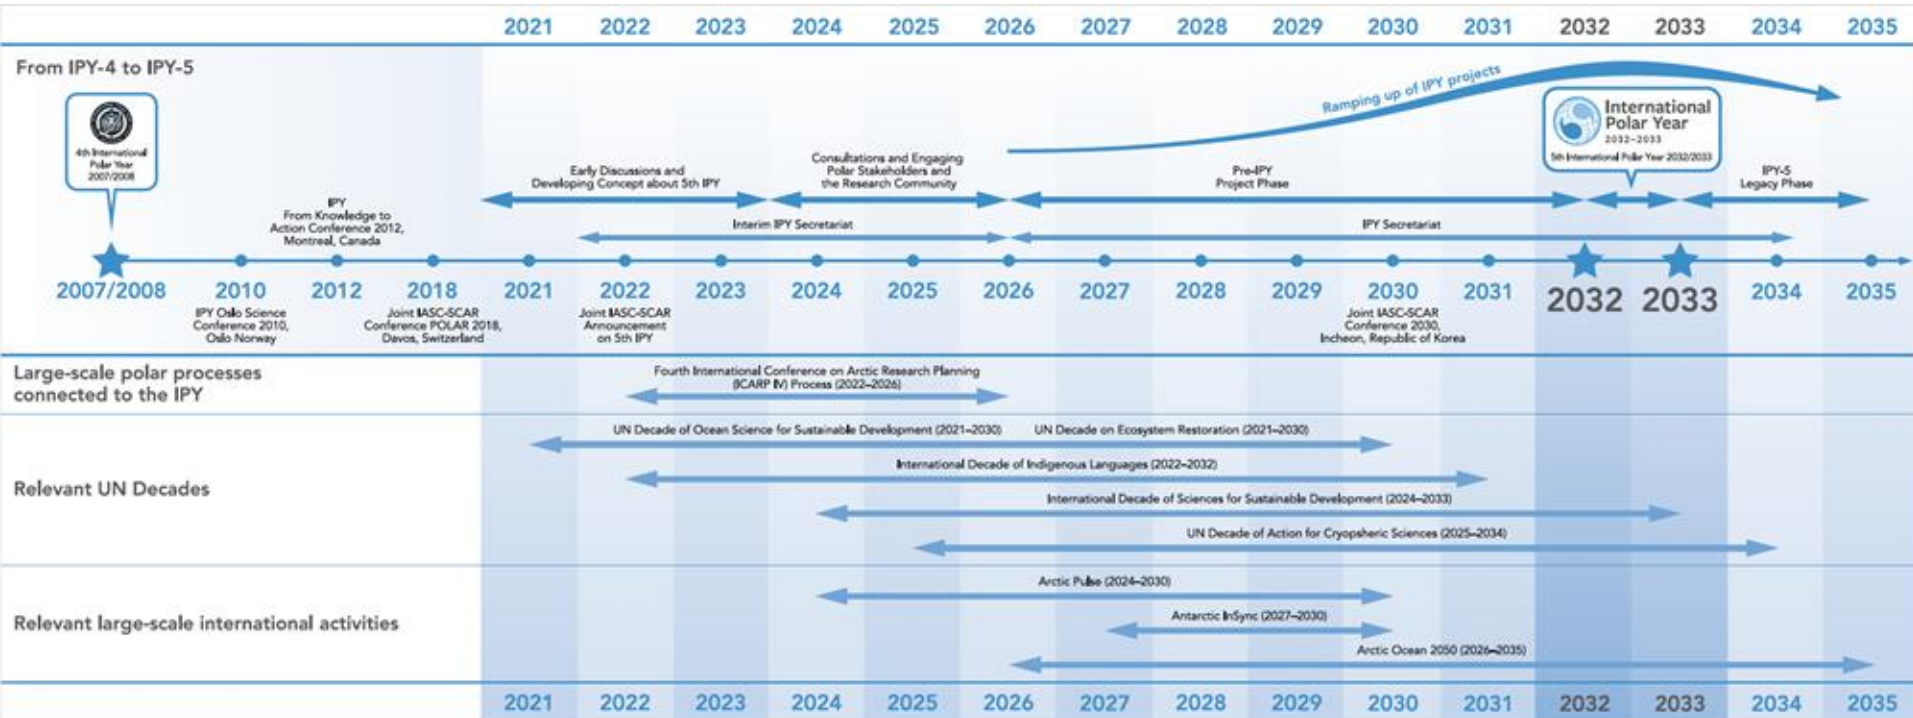 2021 2022 2023 2024 2025 2026 2027 2028 2029 2030 2031 2032 2033 2034 2035
From IPY-4 to IPY-5
4th International
Polar Year
2007/2008
Ramping up of IPY projects
International
Polar Year
2032–2033
5th International Polar Year 2032/2033
IPY
From Knowledge to
Action Conference 2012,
Montreal, Canada
Early Discussions and
Developing Concept about 5th IPY
Consultations and Engaging
Polar Stakeholders and
the Research Community
Pre-IPY
Project Phase
IPY-5
Legacy Phase
Interim IPY Secretariat
IPY Secretariat
2007/2008 2010 2012 2018 2021 2022 2023 2024 2025 2026 2027 2028 2029 2030 2031 2032 2033 2034 2035
IPY Oslo Science
Conference 2010,
Oslo Norway
Joint IASC-SCAR
Conference POLAR 2018,
Davos, Switzerland
Joint IASC-SCAR
Announcement
on 5th IPY
Joint IASC-SCAR
Conference 2030,
Incheon, Republic of Korea
Large-scale polar processes
connected to the IPY
Fourth International Conference on Arctic Research Planning
(ICARP IV) Process (2022–2026)
Relevant UN Decades
UN Decade of Ocean Science for Sustainable Development (2021–2030) UN Decade on Ecosystem Restoration (2021–2030)
International Decade of Indigenous Languages (2022–2032)
International Decade of Sciences for Sustainable Development (2024–2033)
UN Decade of Action for Cryopsheric Sciences (2025–2034)
Relevant large-scale international activities
Arctic Pulse (2024–2030)
Antarctic InSync (2027–2030)
Arctic Ocean 2050 (2026–2035)
2021 2022 2023 2024 2025 2026 2027 2028 2029 2030 2031 2032 2033 2034 2035